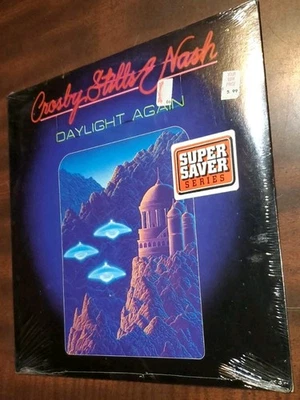 Crosby, Stills & Nash
DAYLIGHT AGAIN
SUPER
SAVER
SERIES